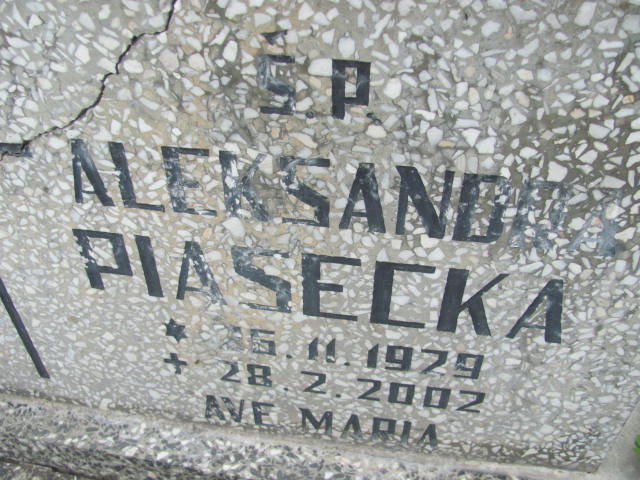 Ś.P.
ALEKSANDRA
PIASECKA
* 26.11.1929
+ 28.2.2002
AVE MARIA